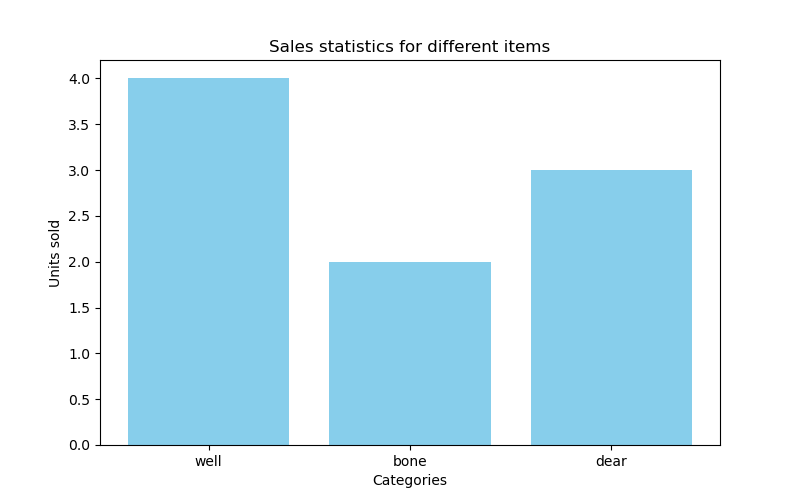 Sales statistics for different items
4.0
3.5
3.0
2.5
2.0
1.5
1.0
0.5
0.0
Units sold
well bone dear
Categories